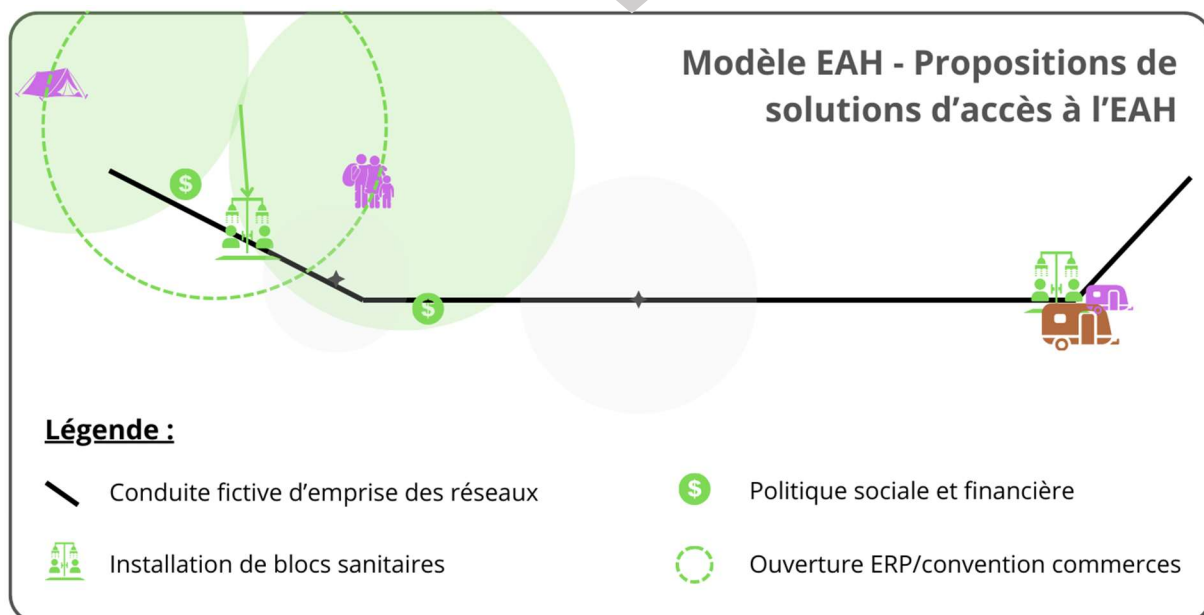 Modèle EAH - Propositions de
solutions d'accès à l'EAH
$
$
Légende :
Conduite fictive d'emprise des réseaux
$ Politique sociale et financière
Installation de blocs sanitaires
Ouverture ERP/convention commerces